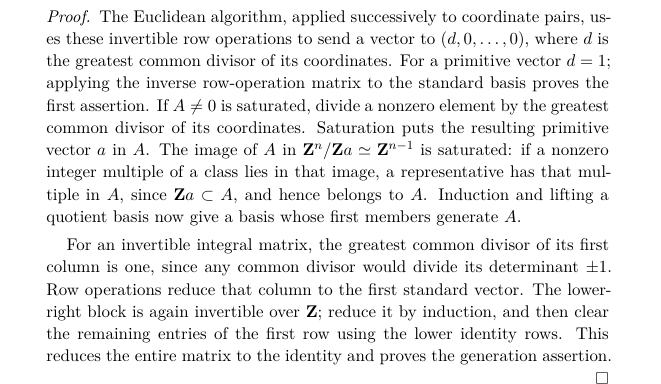 Proof. The Euclidean algorithm, applied successively to coordinate pairs, us-
es these invertible row operations to send a vector to (d, 0, . . . , 0), where d is
the greatest common divisor of its coordinates. For a primitive vector d = 1;
applying the inverse row-operation matrix to the standard basis proves the
first assertion. If A ≠ 0 is saturated, divide a nonzero element by the greatest
common divisor of its coordinates. Saturation puts the resulting primitive
vector a in A. The image of A in Zⁿ/Za ≃ Zⁿ⁻¹ is saturated: if a nonzero
integer multiple of a class lies in that image, a representative has that mul-
tiple in A, since Za ⊂ A, and hence belongs to A. Induction and lifting a
quotient basis now give a basis whose first members generate A.
For an invertible integral matrix, the greatest common divisor of its first
column is one, since any common divisor would divide its determinant ±1.
Row operations reduce that column to the first standard vector. The lower-
right block is again invertible over Z; reduce it by induction, and then clear
the remaining entries of the first row using the lower identity rows. This
reduces the entire matrix to the identity and proves the generation assertion.
□